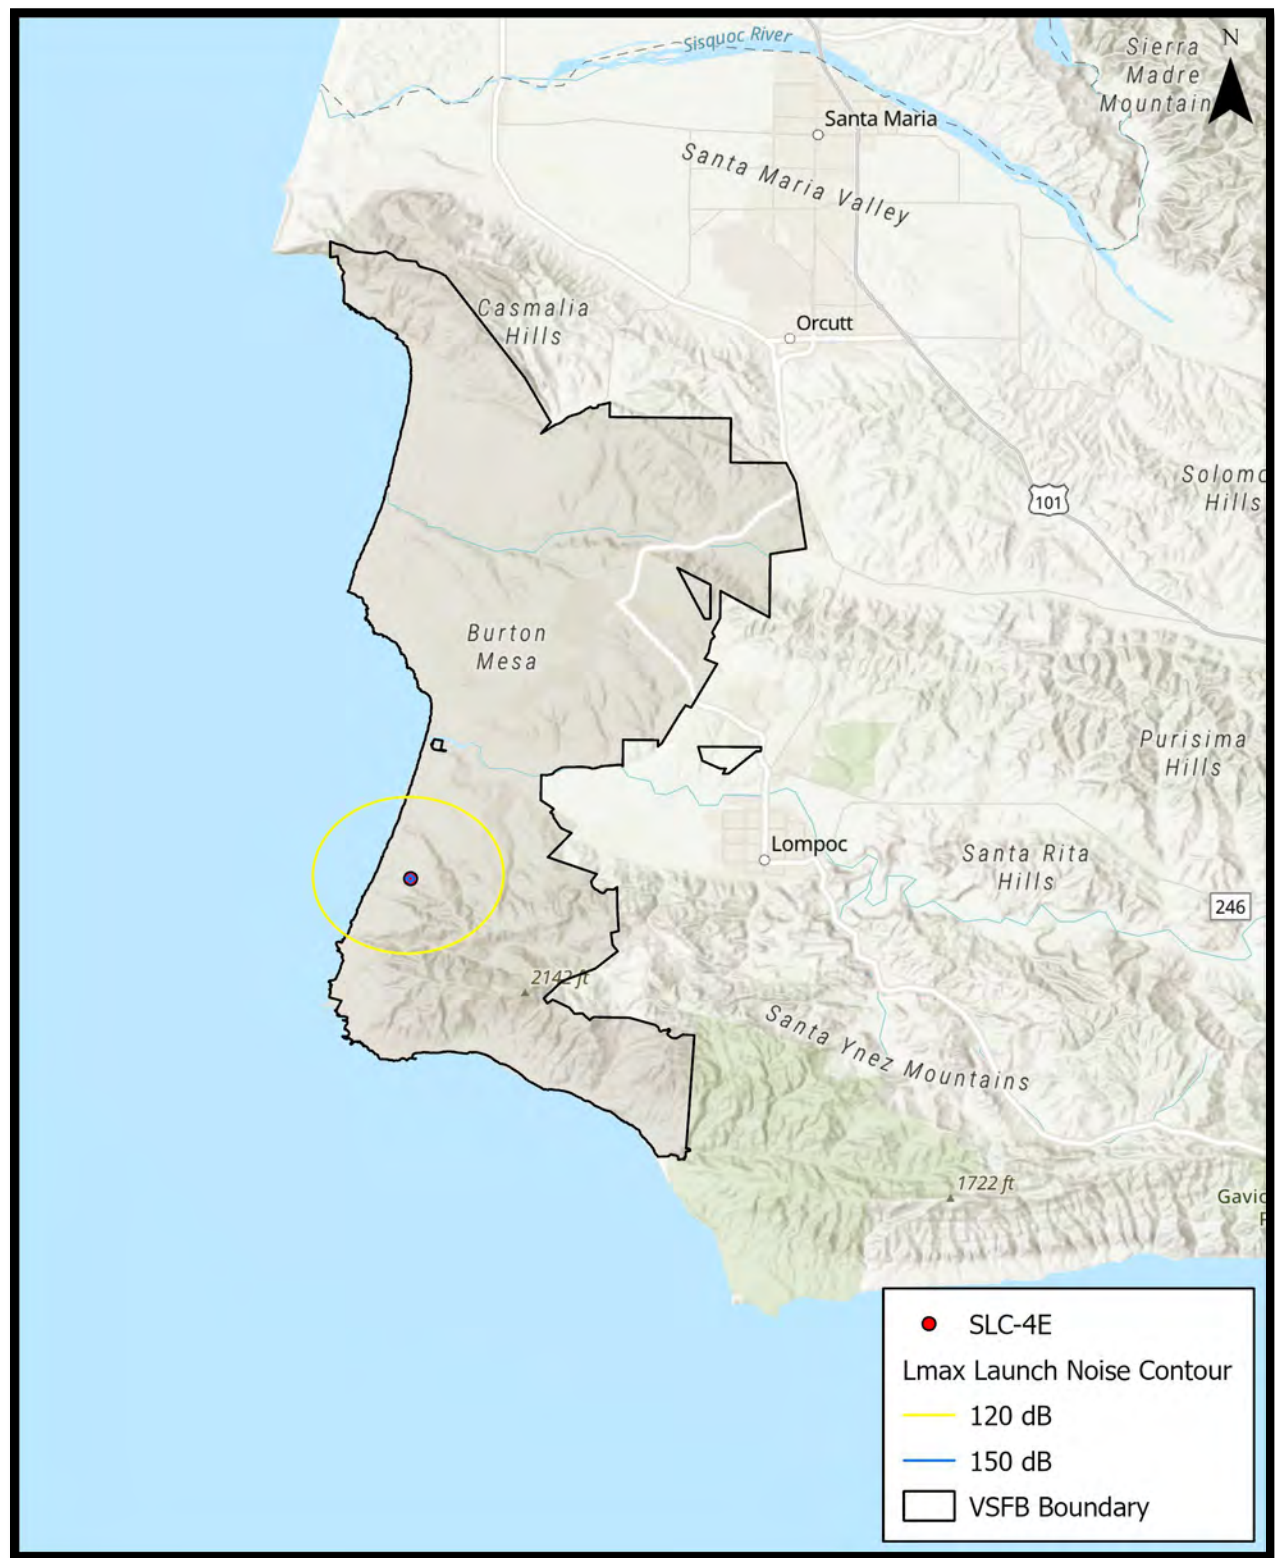 Sisquoc River
N
Sierra
Madre
Mountain
Santa Maria
Santa Maria Valley
Casmalia
Hills
Orcutt
101
Solomo
Hills
Burton
Mesa
Purisima
Hills
Lompoc
Santa Rita
Hills
246
2142 ft
Santa Ynez Mountains
1722 ft
Gavio
SLC-4E
Lmax Launch Noise Contour
120 dB
150 dB
VSFB Boundary